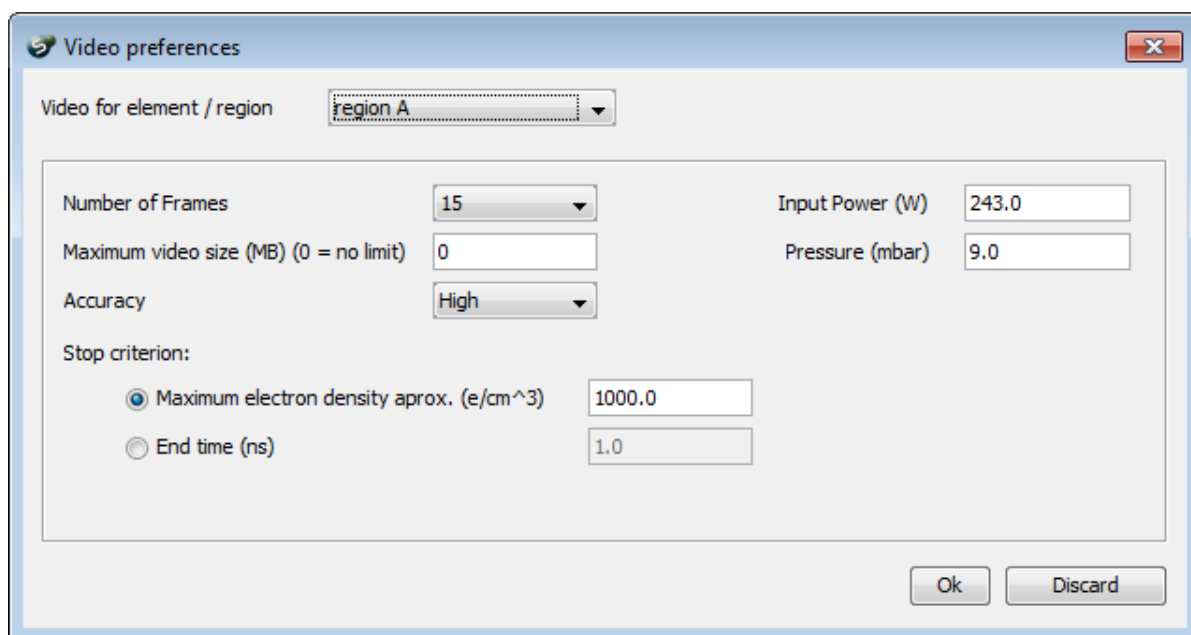 Video preferences
Video for element / region region A
Number of Frames 15 Input Power (W) 243.0
Maximum video size (MB) (0 = no limit) 0 Pressure (mbar) 9.0
Accuracy High
Stop criterion:
Maximum electron density aprox. (e/cm^3) 1000.0
End time (ns) 1.0
Ok Discard